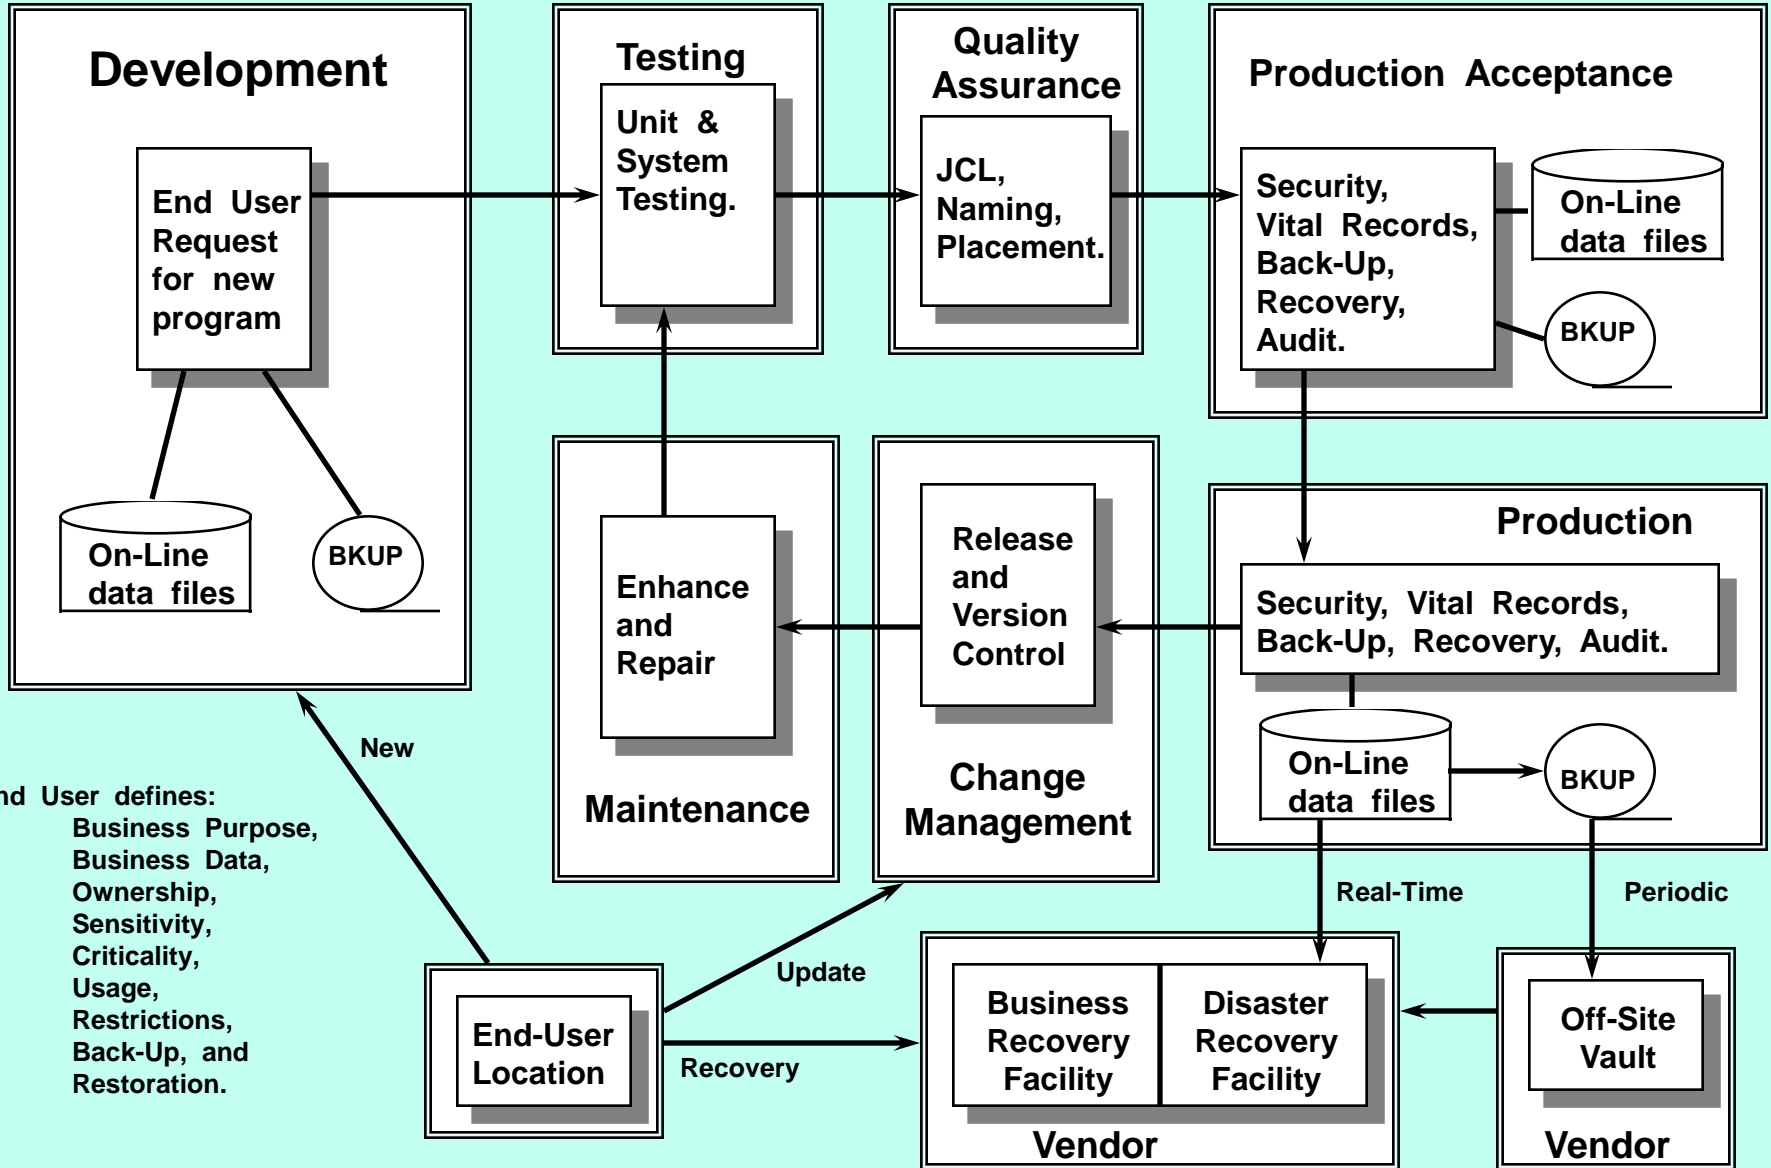 Development
End User
Request
for new
program
On-Line
data files
BKUP
Testing
Unit &
System
Testing.
Quality
Assurance
JCL,
Naming,
Placement.
Production Acceptance
Security,
Vital Records,
Back-Up,
Recovery,
Audit.
On-Line
data files
BKUP
Enhance
and
Repair
Maintenance
Release
and
Version
Control
Change
Management
Production
Security, Vital Records,
Back-Up, Recovery, Audit.
On-Line
data files
BKUP
New
nd User defines:
Business Purpose,
Business Data,
Ownership,
Sensitivity,
Criticality,
Usage,
Restrictions,
Back-Up, and
Restoration.
End-User
Location
Update
Recovery
Real-Time
Periodic
Business
Recovery
Facility
Disaster
Recovery
Facility
Vendor
Off-Site
Vault
Vendor